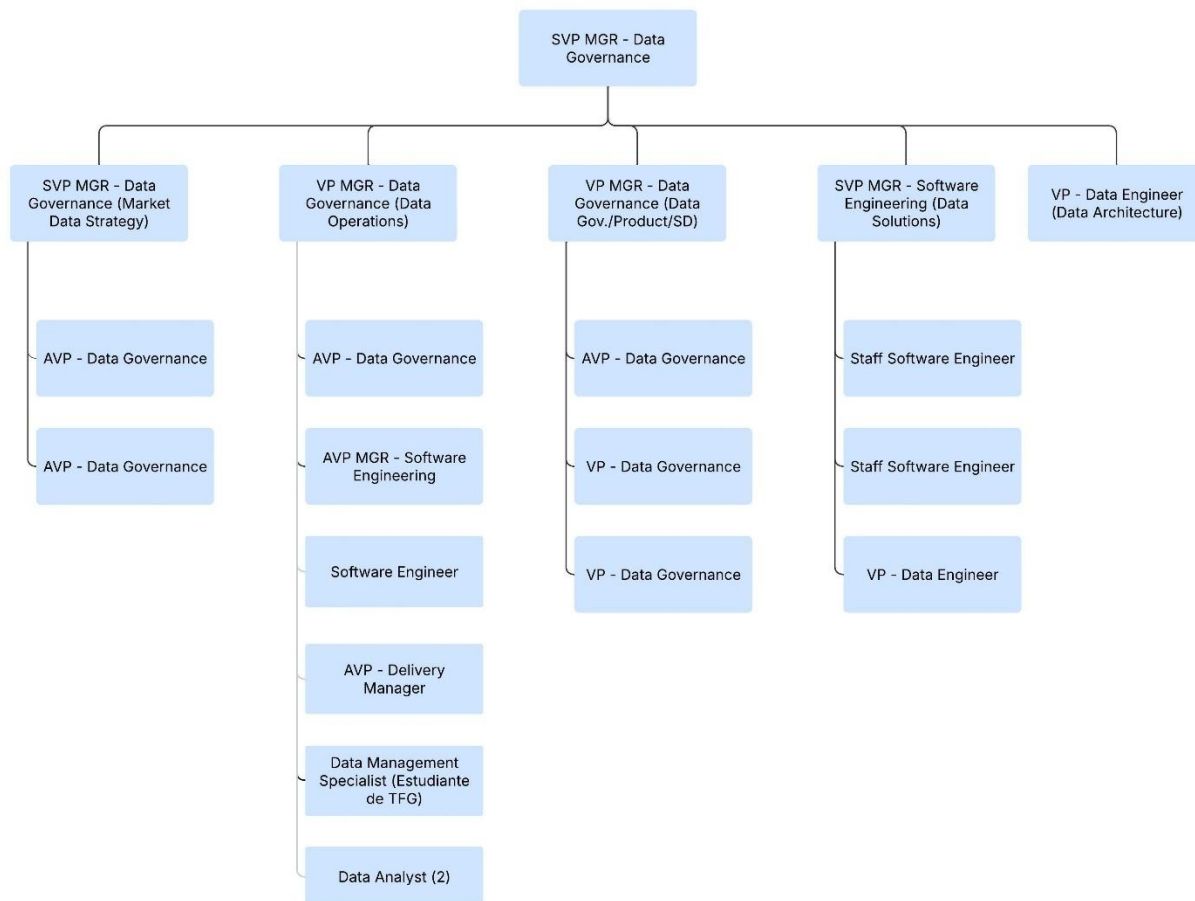 SVP MGR - Data
Governance
SVP MGR - Data
Governance (Market
Data Strategy)
VP MGR - Data
Governance (Data
Operations)
VP MGR - Data
Governance (Data
Gov./Product/SD)
SVP MGR - Software
Engineering (Data
Solutions)
VP - Data Engineer
(Data Architecture)
AVP - Data Governance
AVP - Data Governance
AVP - Data Governance
AVP MGR - Software
Engineering
Software Engineer
AVP - Delivery
Manager
Data Management
Specialist (Estudiante
de TFG)
Data Analyst (2)
AVP - Data Governance
VP - Data Governance
VP - Data Governance
Staff Software Engineer
Staff Software Engineer
VP - Data Engineer